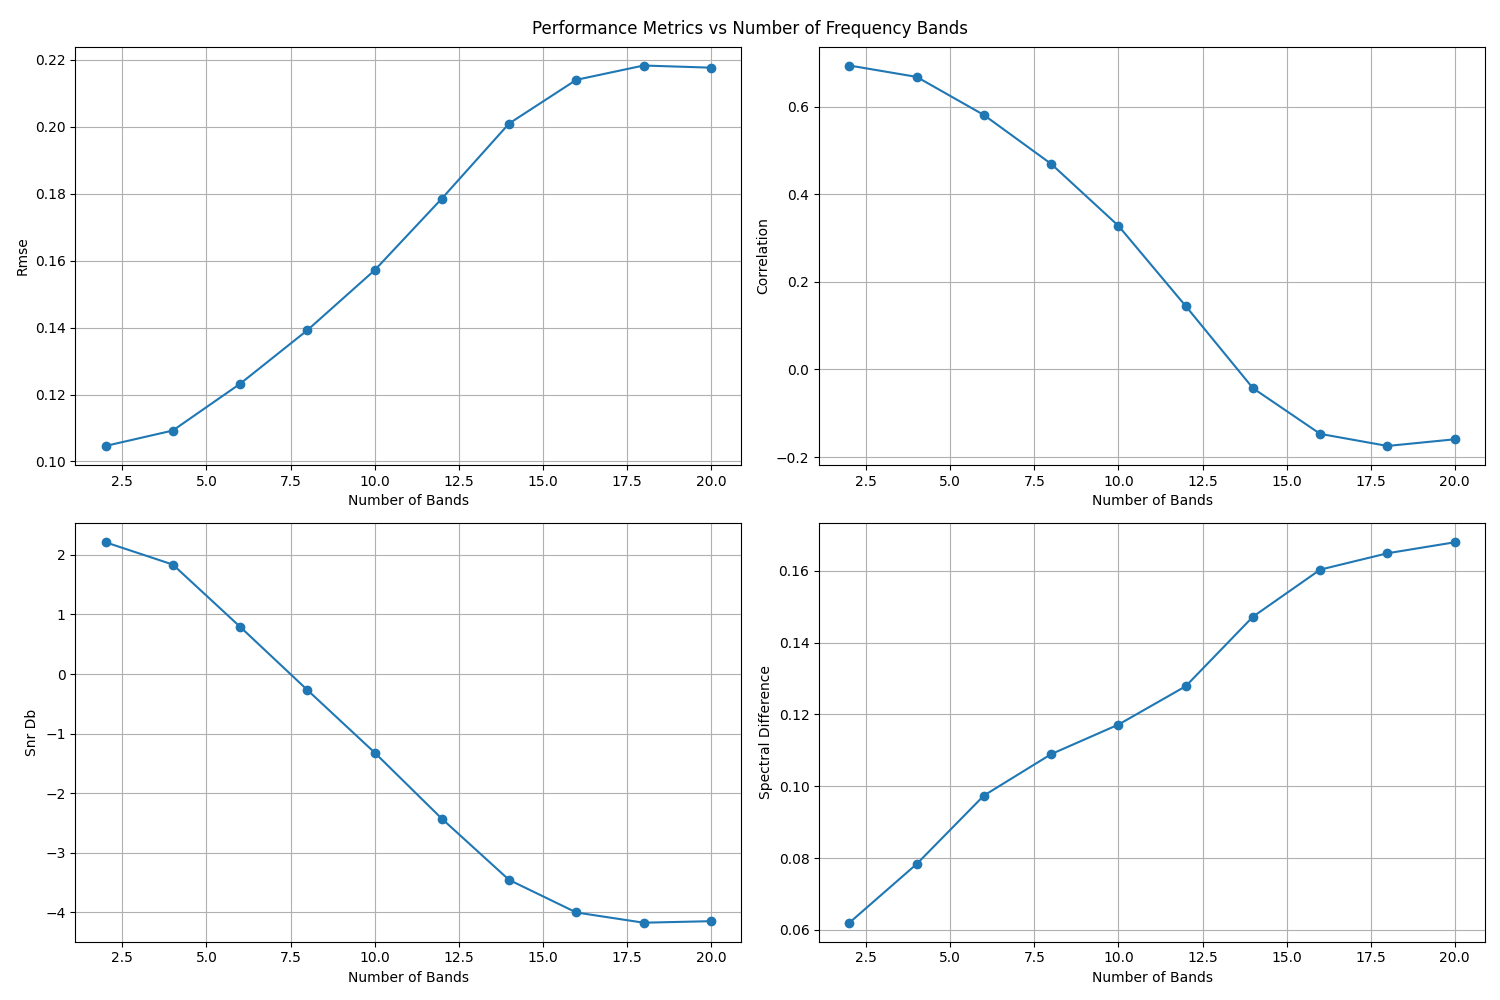 Performance Metrics vs Number of Frequency Bands
Rmse
0.22
0.20
0.18
0.16
0.14
0.12
0.10
2.5 5.0 7.5 10.0 12.5 15.0 17.5 20.0
Number of Bands
Correlation
0.6
0.4
0.2
0.0
−0.2
2.5 5.0 7.5 10.0 12.5 15.0 17.5 20.0
Number of Bands
Snr Db
2
1
0
−1
−2
−3
−4
2.5 5.0 7.5 10.0 12.5 15.0 17.5 20.0
Number of Bands
Spectral Difference
0.16
0.14
0.12
0.10
0.08
0.06
2.5 5.0 7.5 10.0 12.5 15.0 17.5 20.0
Number of Bands